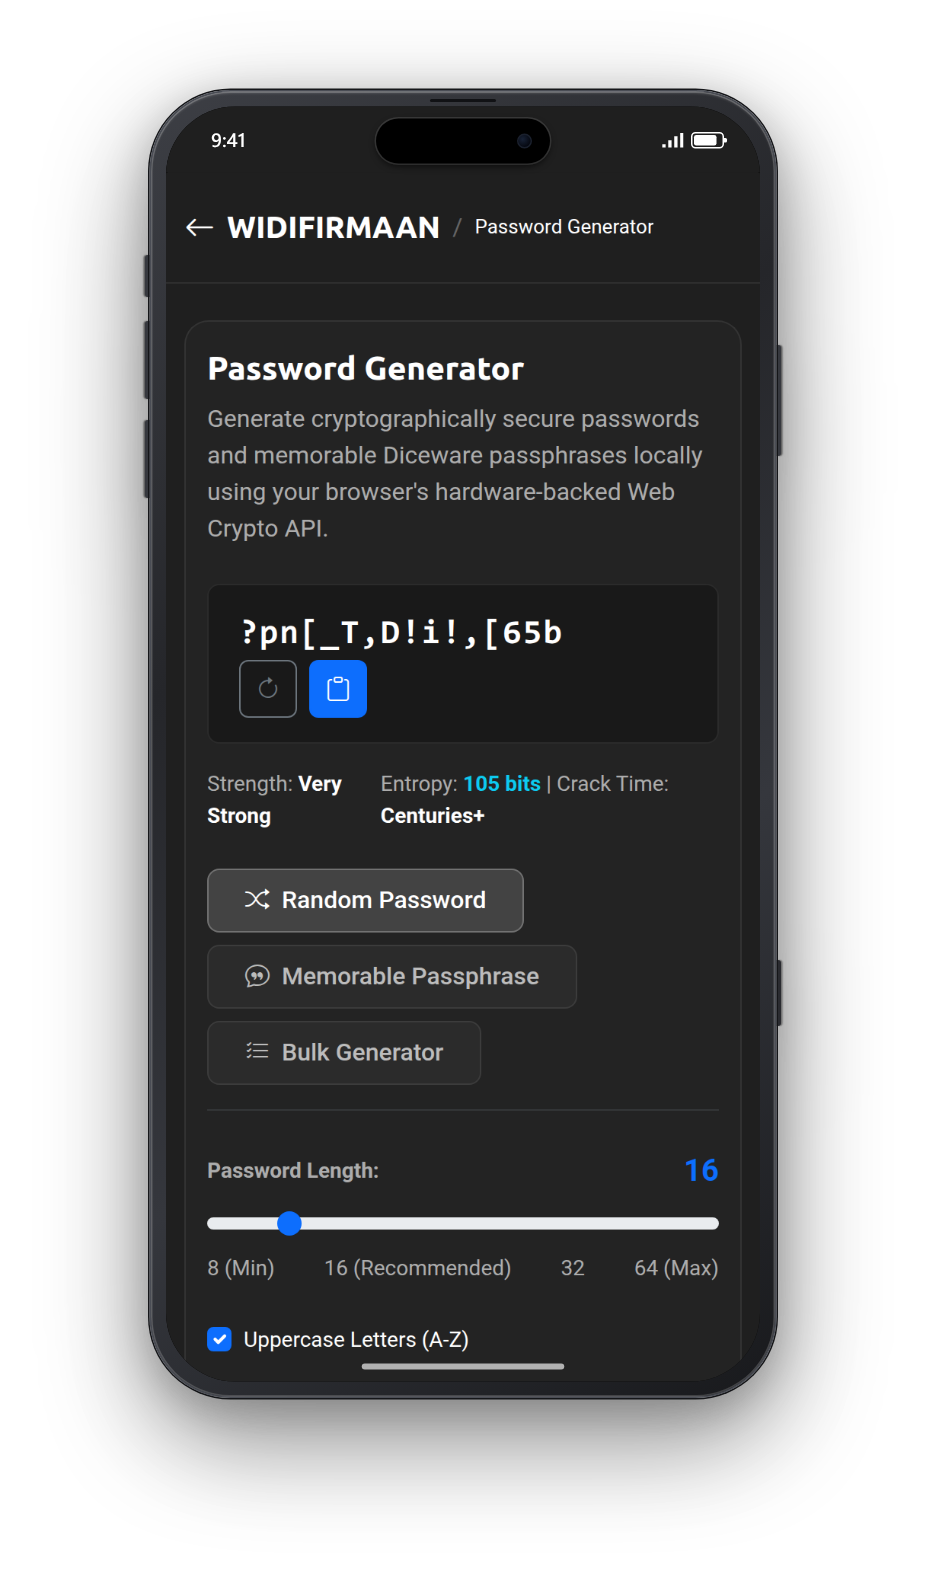 9:41
WIDIFIRMAAN / Password Generator
Password Generator
Generate cryptographically secure passwords
and memorable Diceware passphrases locally
using your browser's hardware-backed Web
Crypto API.
?pn[_T,D!i!,[65b
Strength: Very
Strong
Entropy: 105 bits | Crack Time:
Centuries+
Random Password
Memorable Passphrase
Bulk Generator
Password Length: 16
8 (Min) 16 (Recommended) 32 64 (Max)
Uppercase Letters (A-Z)